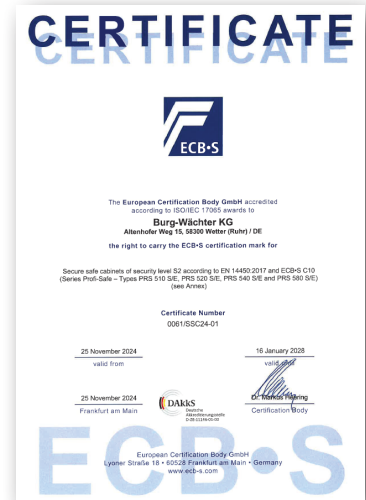 CERTIFICATE
CERTIFICATE
ECB•S
The European Certification Body GmbH accredited
according to ISO/IEC 17065 awards to
Burg-Wächter KG
Altenhofer Weg 15, 58300 Wetter (Ruhr) / DE
the right to carry the ECB•S certification mark for
Secure safe cabinets of security level S2 according to EN 14450:2017 and ECB•S C10
(Series Profi-Safe – Types PRS 510 S/E, PRS 520 S/E, PRS 540 S/E and PRS 580 S/E)
(see Annex)
Certificate Number
0061/SSC24-01
25 November 2024
valid from
16 January 2028
valid until
25 November 2024
Frankfurt am Main
DAkkS
Deutsche
Akkreditierungsstelle
Dr. Markus
Certification Body
European Certification Body GmbH
Lyoner Straße 18 • 60528 Frankfurt am Main • Germany
www.ecb-s.com
ECB•S